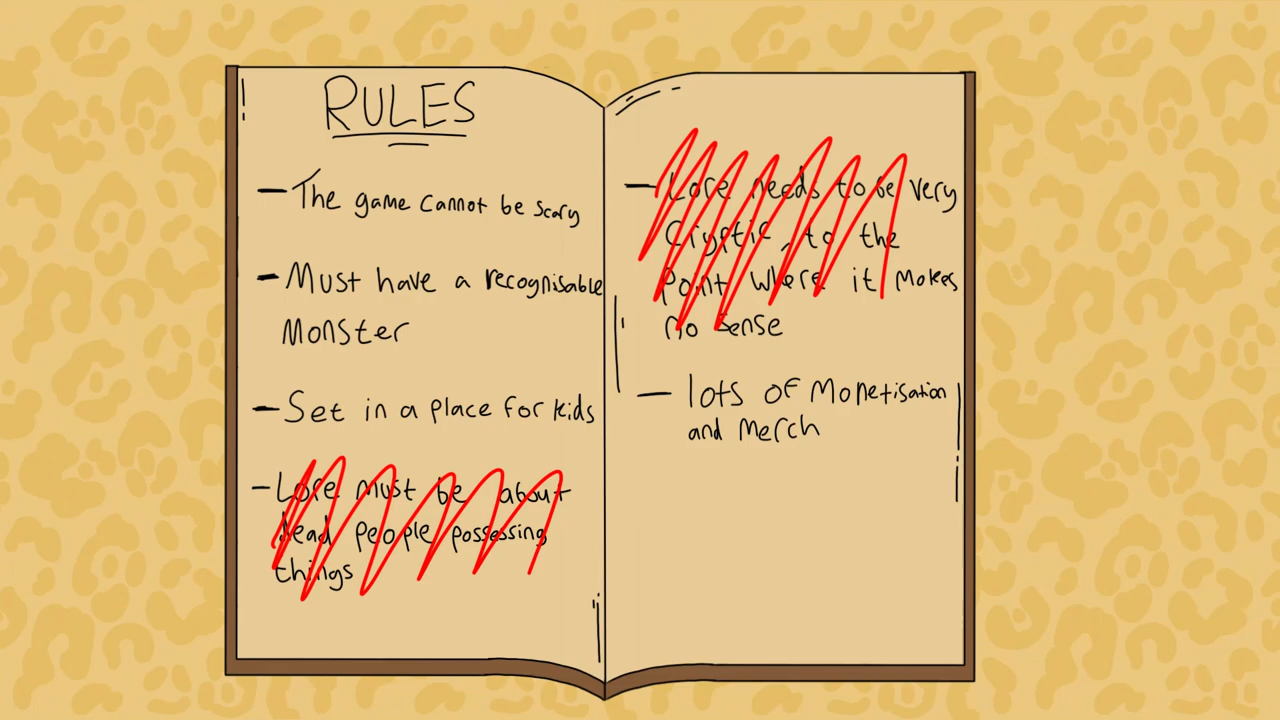 RULES
- The game cannot be scary
- Must have a recognisable
Monster
- Set in a place for kids
- Lore must be about
dead people possessing
things
- Lore needs to be very
Cryptic, to the
Point where it makes
no sense
- lots of Monetisation
and merch